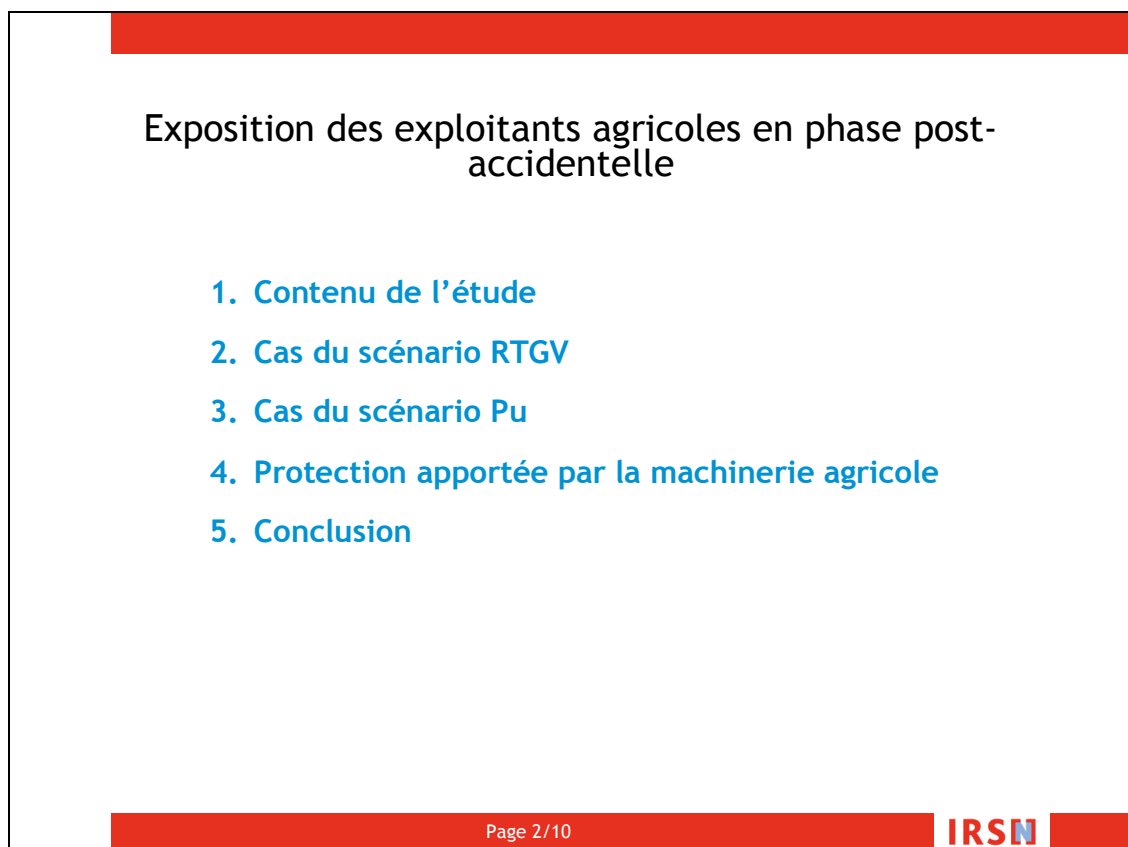 Exposition des exploitants agricoles en phase post-
accidentelle
1. Contenu de l'étude
2. Cas du scénario RTGV
3. Cas du scénario Pu
4. Protection apportée par la machinerie agricole
5. Conclusion
Page 2/10
IRSN